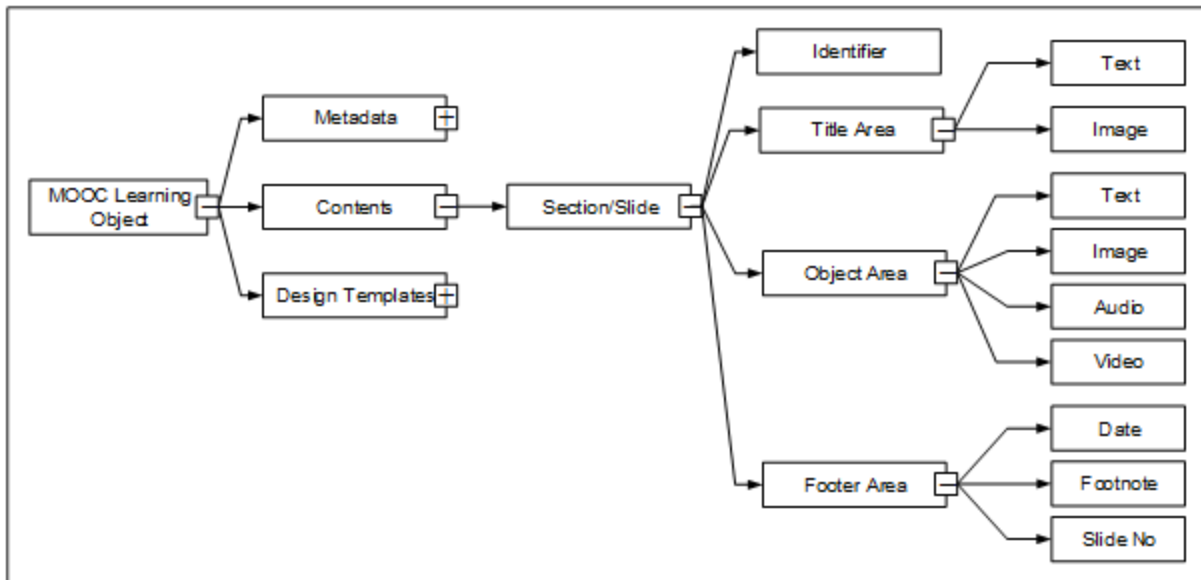 MOOC Learning
Object
Metadata
Contents
Design Templates
Section/Slide
Identifier
Title Area
Text
Image
Object Area
Text
Image
Audio
Video
Footer Area
Date
Footnote
Slide No